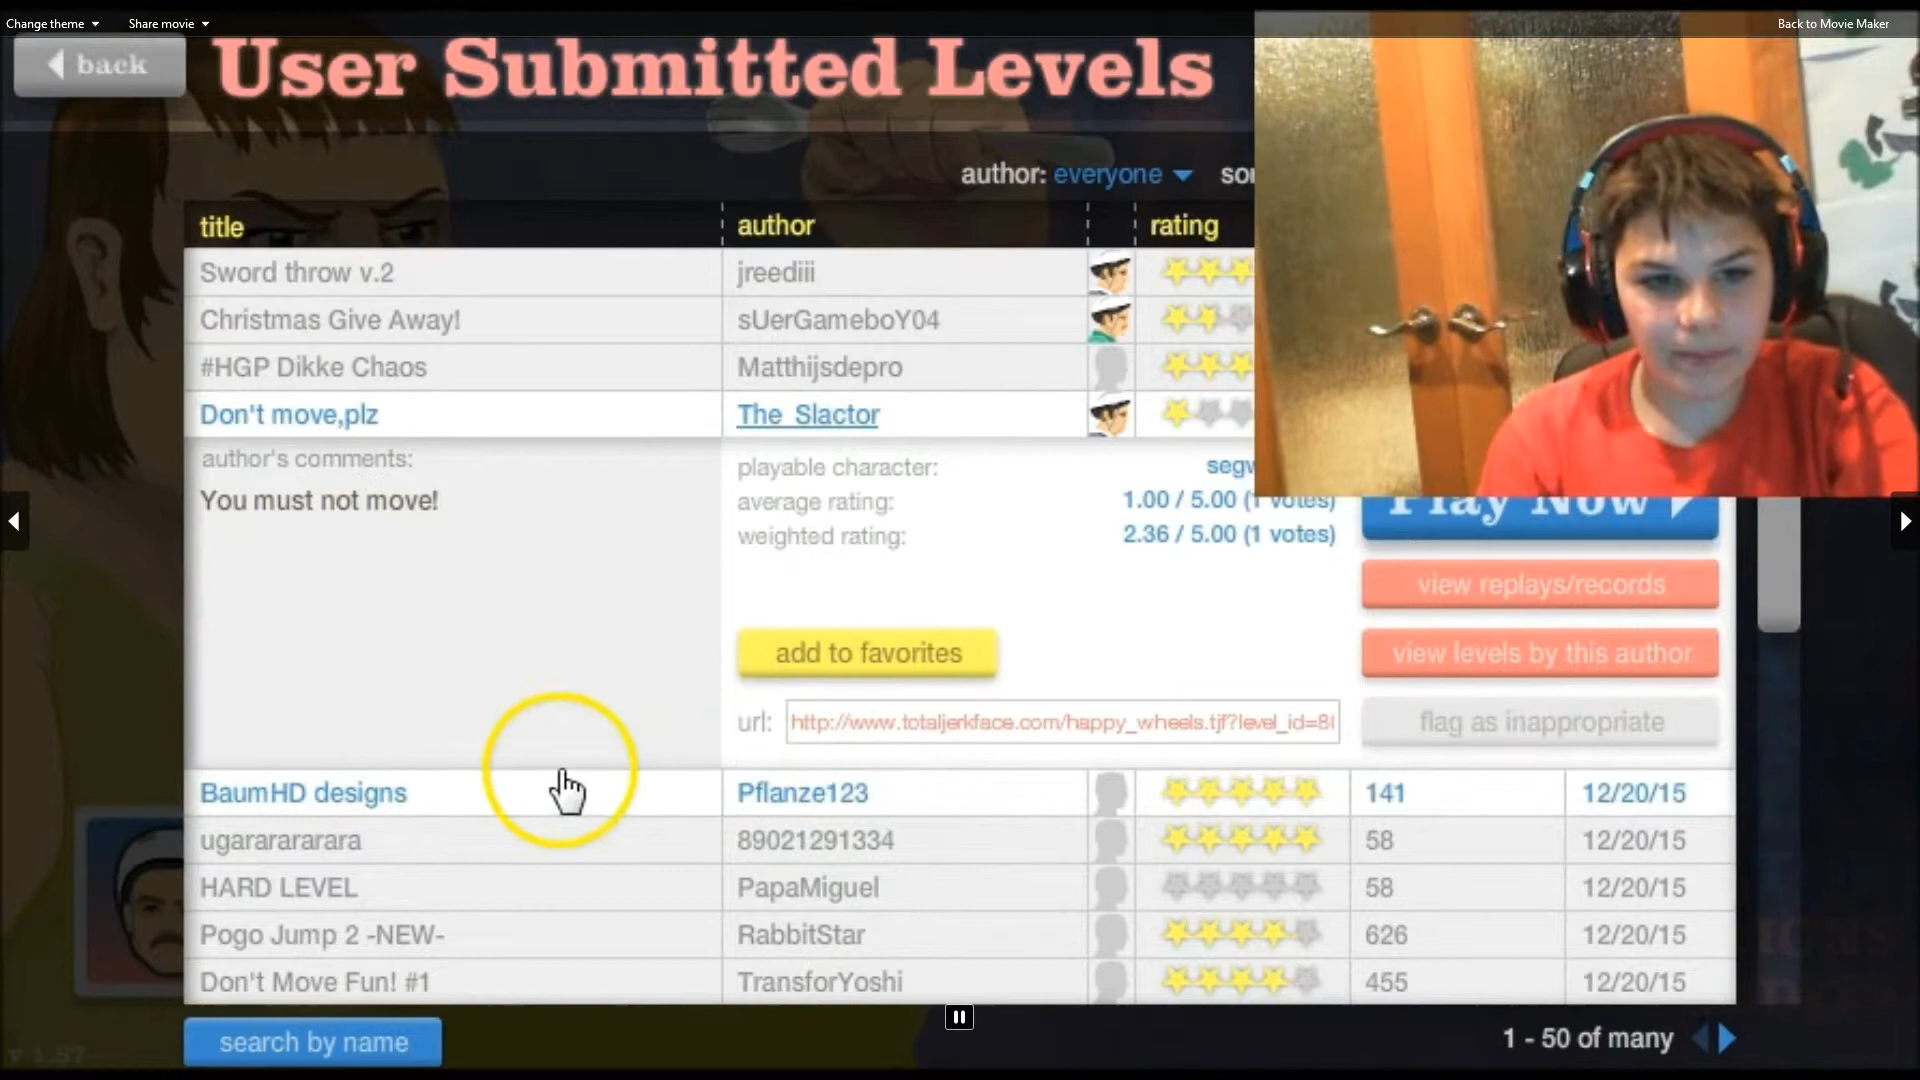 Change theme
Share movie
Back to Movie Maker
back
User Submitted Levels
author: everyone
title
author
rating
Sword throw v.2
jreediii
Christmas Give Away!
sUerGameboY04
#HGP Dikke Chaos
Matthijsdepro
Don't move,plz
The_Slactor
author's comments:
You must not move!
playable character:
average rating:
1.00 / 5.00 (1 votes)
weighted rating:
2.36 / 5.00 (1 votes)
Play Now
view replays/records
add to favorites
view levels by this author
url:
http://www.totaljerkface.com/happy_wheels.tjf?level_id=8
flag as inappropriate
BaumHD designs
Pflanze123
141
12/20/15
ugararararara
89021291334
58
12/20/15
HARD LEVEL
PapaMiguel
58
12/20/15
Pogo Jump 2 -NEW-
RabbitStar
626
12/20/15
Don't Move Fun! #1
TransforYoshi
455
12/20/15
search by name
1 - 50 of many